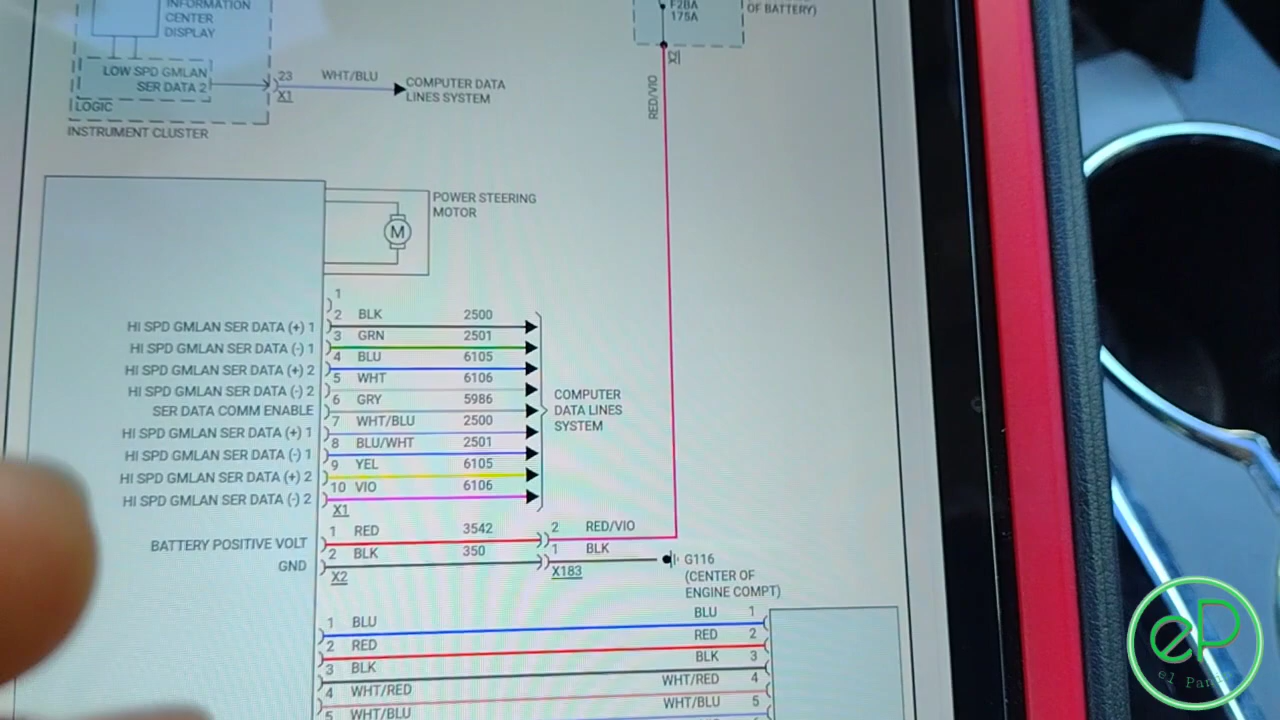 INFORMATION
CENTER
DISPLAY
F2BA
175A
OF BATTERY)
LOW SPD GMLAN
SER DATA 2
23
WHT/BLU
X1
COMPUTER DATA
LINES SYSTEM
LOGIC
INSTRUMENT CLUSTER
X2
RED/VIO
POWER STEERING
MOTOR
M
1
2 BLK 2500
HI SPD GMLAN SER DATA (+) 1
3 GRN 2501
HI SPD GMLAN SER DATA (-) 1
4 BLU 6105
HI SPD GMLAN SER DATA (+) 2
5 WHT 6106
HI SPD GMLAN SER DATA (-) 2
6 GRY 5986
SER DATA COMM ENABLE
7 WHT/BLU 2500
HI SPD GMLAN SER DATA (+) 1
8 BLU/WHT 2501
HI SPD GMLAN SER DATA (-) 1
9 YEL 6105
HI SPD GMLAN SER DATA (+) 2
10 VIO 6106
HI SPD GMLAN SER DATA (-) 2
X1
COMPUTER
DATA LINES
SYSTEM
1 RED 3542 2 RED/VIO
BATTERY POSITIVE VOLT
2 BLK 350 1 BLK
GND
X2
X183
G116
(CENTER OF
ENGINE COMPT)
1 BLU BLU 1
2 RED RED 2
3 BLK BLK 3
4 WHT/RED WHT/RED 4
5 WHT/BLU WHT/BLU 5
eP